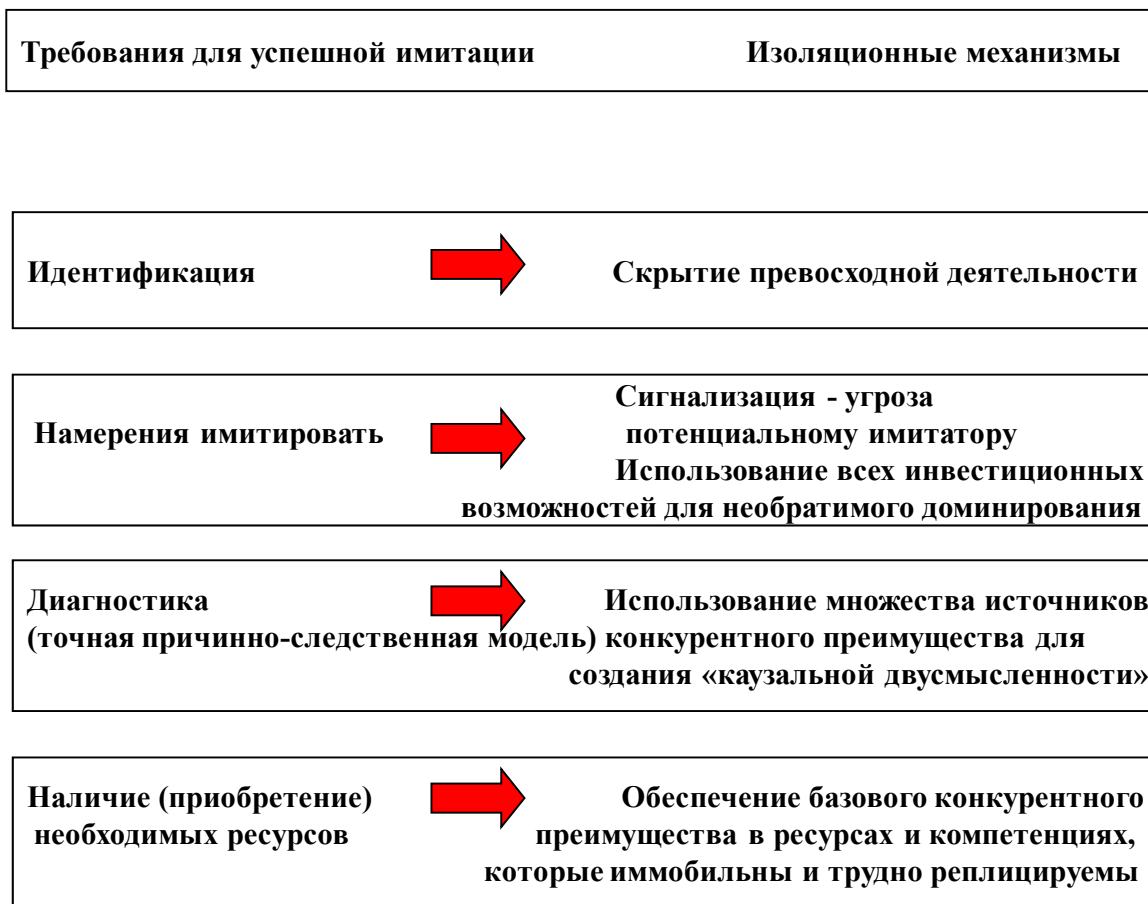 Требования для успешной имитации Изоляционные механизмы
Идентификация Скрытие превосходной деятельности
Сигнализация - угроза
Намерения имитировать потенциальному имитатору
Использование всех инвестиционных
возможностей для необратимого доминирования
Диагностика Использование множества источников
(точная причинно-следственная модель) конкурентного преимущества для
создания «каузальной двусмысленности»
Наличие (приобретение) Обеспечение базового конкурентного
необходимых ресурсов преимущества в ресурсах и компетенциях,
которые иммобильны и трудно реплицируемы